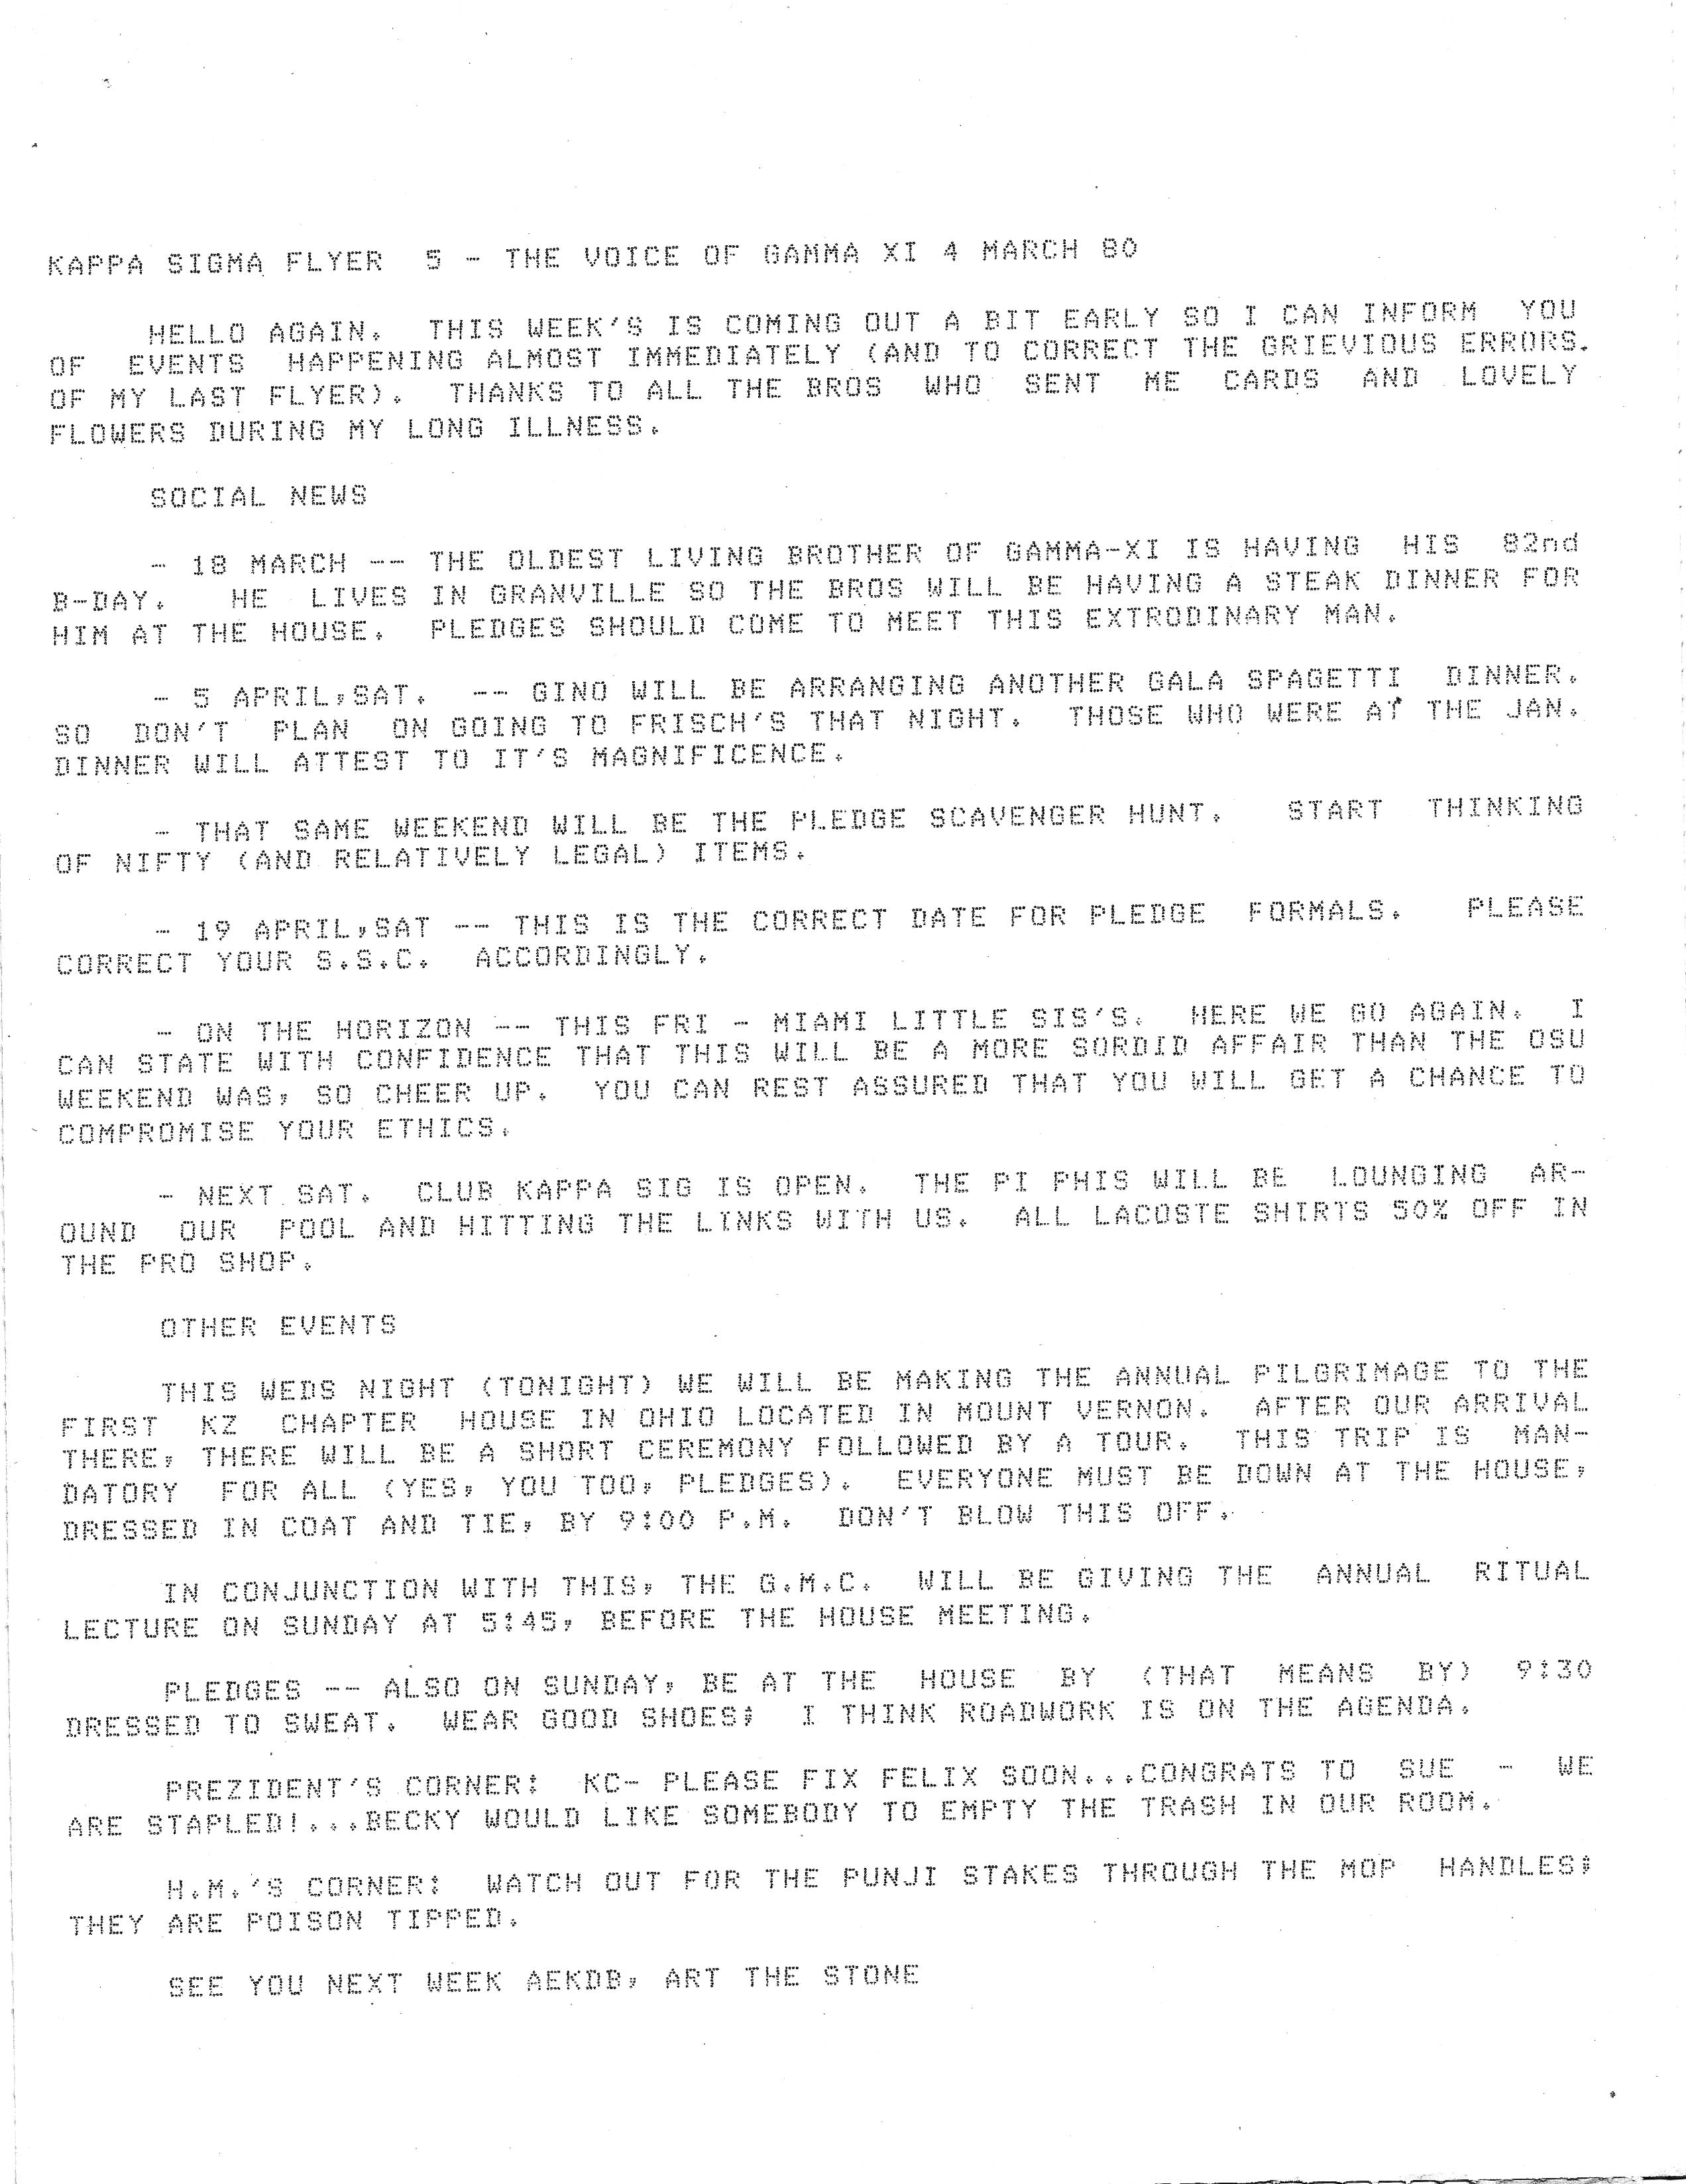 KAPPA SIGMA FLYER  5 - THE VOICE OF GAMMA XI 4 MARCH 80
HELLO AGAIN.  THIS WEEK'S IS COMING OUT A BIT EARLY SO I CAN INFORM  YOU
OF  EVENTS  HAPPENING ALMOST IMMEDIATELY (AND TO CORRECT THE GRIEVIOUS ERRORS.
OF MY LAST FLYER).  THANKS TO ALL THE BROS  WHO  SENT  ME  CARDS  AND  LOVELY
FLOWERS DURING MY LONG ILLNESS.
SOCIAL NEWS
- 18 MARCH -- THE OLDEST LIVING BROTHER OF GAMMA-XI IS HAVING  HIS  82nd
B-DAY.   HE  LIVES IN GRANVILLE SO THE BROS WILL BE HAVING A STEAK DINNER FOR
HIM AT THE HOUSE.  PLEDGES SHOULD COME TO MEET THIS EXTRODINARY MAN.
- 5 APRIL,SAT.  -- GINO WILL BE ARRANGING ANOTHER GALA SPAGETTI  DINNER.
SO  DON'T  PLAN  ON GOING TO FRISCH'S THAT NIGHT.  THOSE WHO WERE AT THE JAN.
DINNER WILL ATTEST TO IT'S MAGNIFICENCE.
- THAT SAME WEEKEND WILL BE THE PLEDGE SCAVENGER HUNT.   START  THINKING
OF NIFTY (AND RELATIVELY LEGAL) ITEMS.
- 19 APRIL,SAT -- THIS IS THE CORRECT DATE FOR PLEDGE  FORMALS.   PLEASE
CORRECT YOUR S.S.C.  ACCORDINGLY.
- ON THE HORIZON -- THIS FRI - MIAMI LITTLE SIS'S.  HERE WE GO AGAIN.  I
CAN STATE WITH CONFIDENCE THAT THIS WILL BE A MORE SORDID AFFAIR THAN THE OSU
WEEKEND WAS, SO CHEER UP.  YOU CAN REST ASSURED THAT YOU WILL GET A CHANCE TO
COMPROMISE YOUR ETHICS.
- NEXT SAT.  CLUB KAPPA SIG IS OPEN.  THE PI PHIS WILL BE  LOUNGING  AR-
OUND  OUR  POOL AND HITTING THE LINKS WITH US.  ALL LACOSTE SHIRTS 50% OFF IN
THE PRO SHOP.
OTHER EVENTS
THIS WEDS NIGHT (TONIGHT) WE WILL BE MAKING THE ANNUAL PILGRIMAGE TO THE
FIRST  KZ  CHAPTER  HOUSE IN OHIO LOCATED IN MOUNT VERNON.  AFTER OUR ARRIVAL
THERE, THERE WILL BE A SHORT CEREMONY FOLLOWED BY A TOUR.  THIS TRIP IS  MAN-
DATORY  FOR ALL (YES, YOU TOO, PLEDGES).  EVERYONE MUST BE DOWN AT THE HOUSE,
DRESSED IN COAT AND TIE, BY 9:00 P.M.  DON'T BLOW THIS OFF.
IN CONJUNCTION WITH THIS, THE G.M.C.  WILL BE GIVING THE  ANNUAL  RITUAL
LECTURE ON SUNDAY AT 5:45, BEFORE THE HOUSE MEETING.
PLEDGES -- ALSO ON SUNDAY, BE AT THE  HOUSE  BY  (THAT  MEANS  BY)  9:30
DRESSED TO SWEAT.  WEAR GOOD SHOES;  I THINK ROADWORK IS ON THE AGENDA.
PREZIDENT'S CORNER:  KC- PLEASE FIX FELIX SOON...CONGRATS TO  SUE  -  WE
ARE STAPLED!...BECKY WOULD LIKE SOMEBODY TO EMPTY THE TRASH IN OUR ROOM.
H.M.'S CORNER:  WATCH OUT FOR THE PUNJI STAKES THROUGH THE MOP  HANDLES;
THEY ARE POISON TIPPED.
SEE YOU NEXT WEEK AEKDB, ART THE STONE